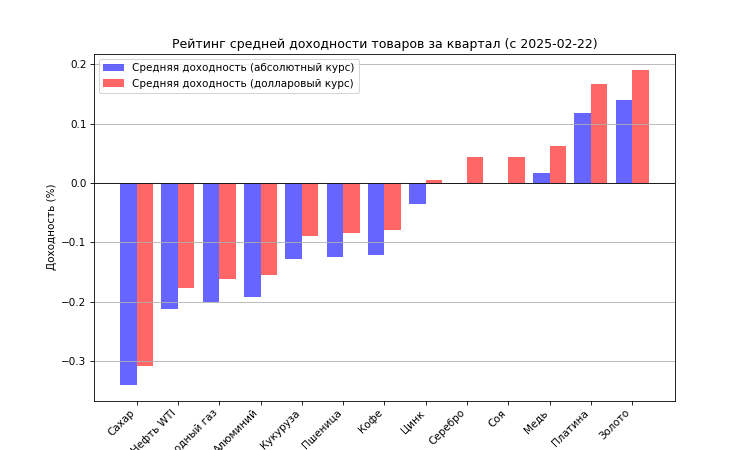 Рейтинг средней доходности товаров за квартал (с 2025-02-22)
Средняя доходность (абсолютный курс)
Средняя доходность (долларовый курс)
Доходность (%)
0.2
0.1
0.0
−0.1
−0.2
−0.3
Сахар
Нефть WTI
газ
Алюминий
Кукуруза
Пшеница
Кофе
Цинк
Серебро
Соя
Медь
Платина
Золото